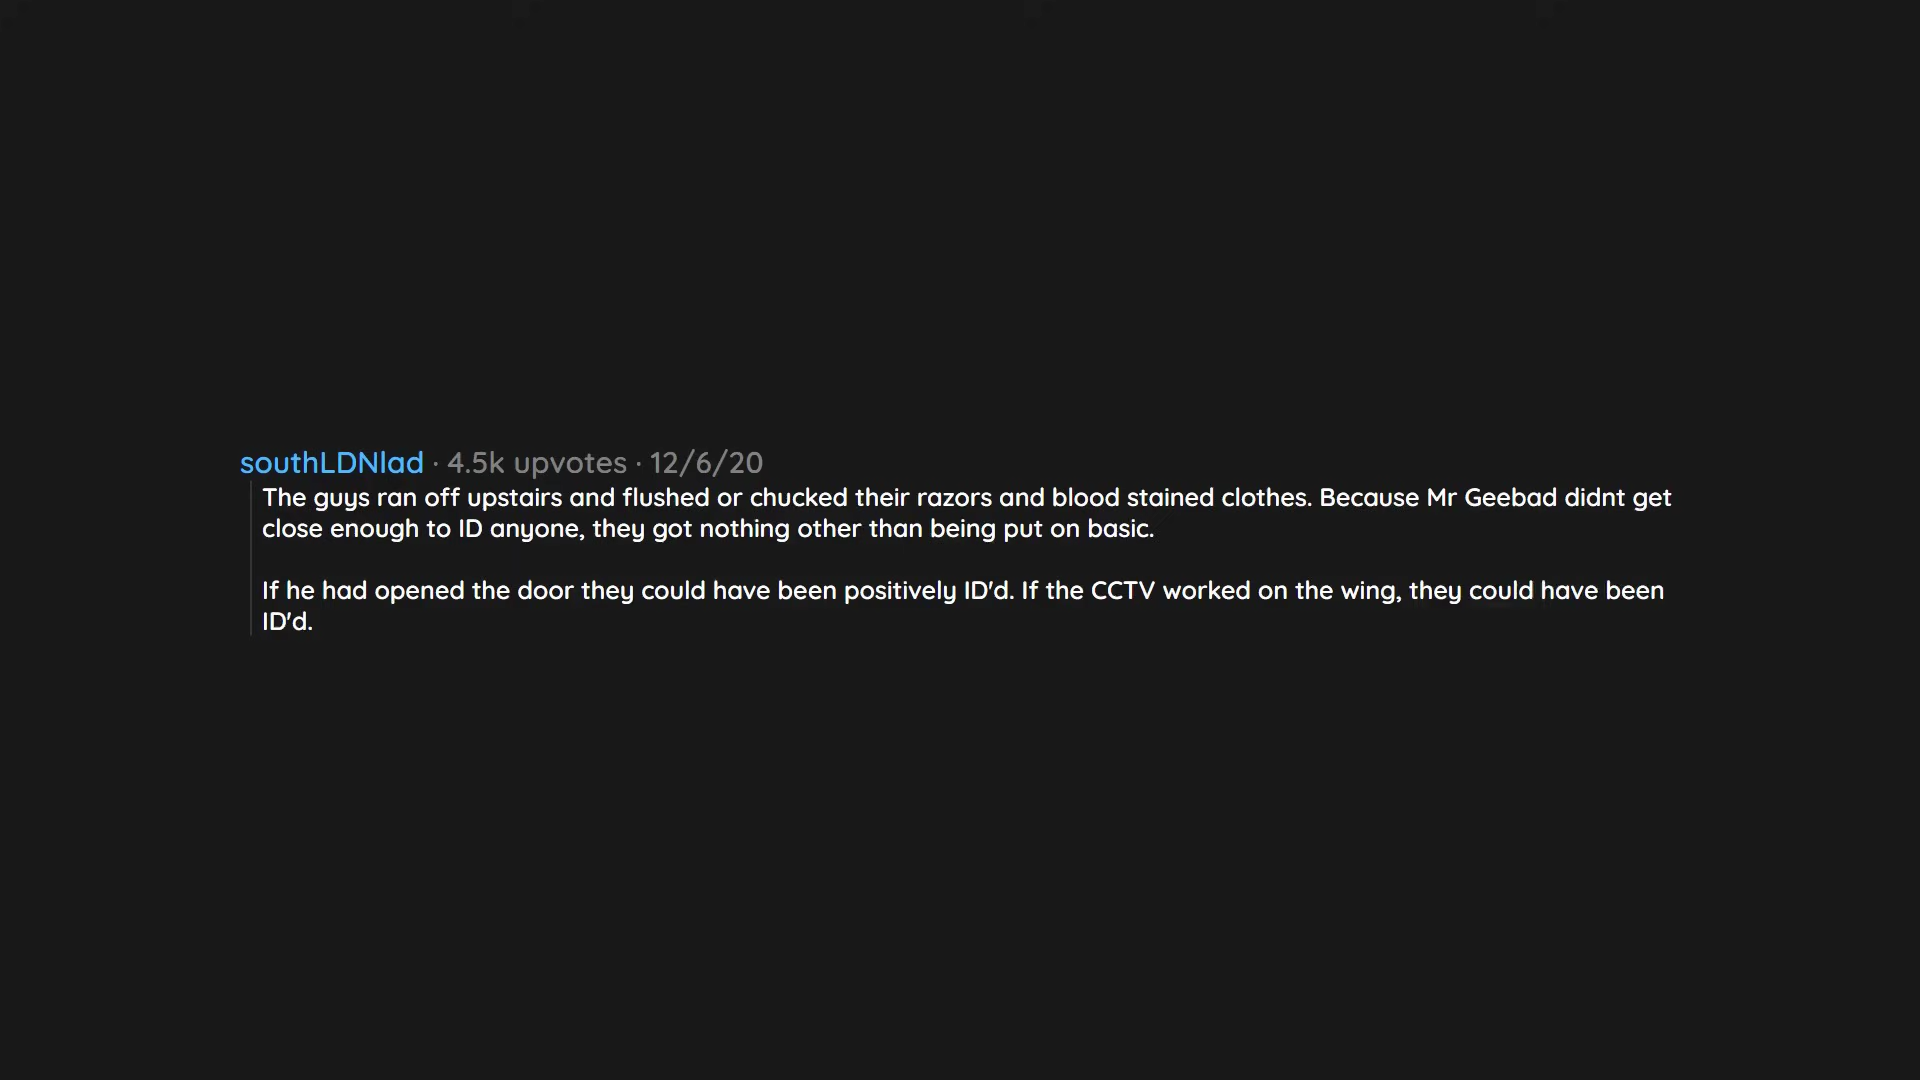 southLDNlad · 4.5k upvotes · 12/6/20
The guys ran off upstairs and flushed or chucked their razors and blood stained clothes. Because Mr Geebad didnt get
close enough to ID anyone, they got nothing other than being put on basic.
If he had opened the door they could have been positively ID'd. If the CCTV worked on the wing, they could have been
ID'd.